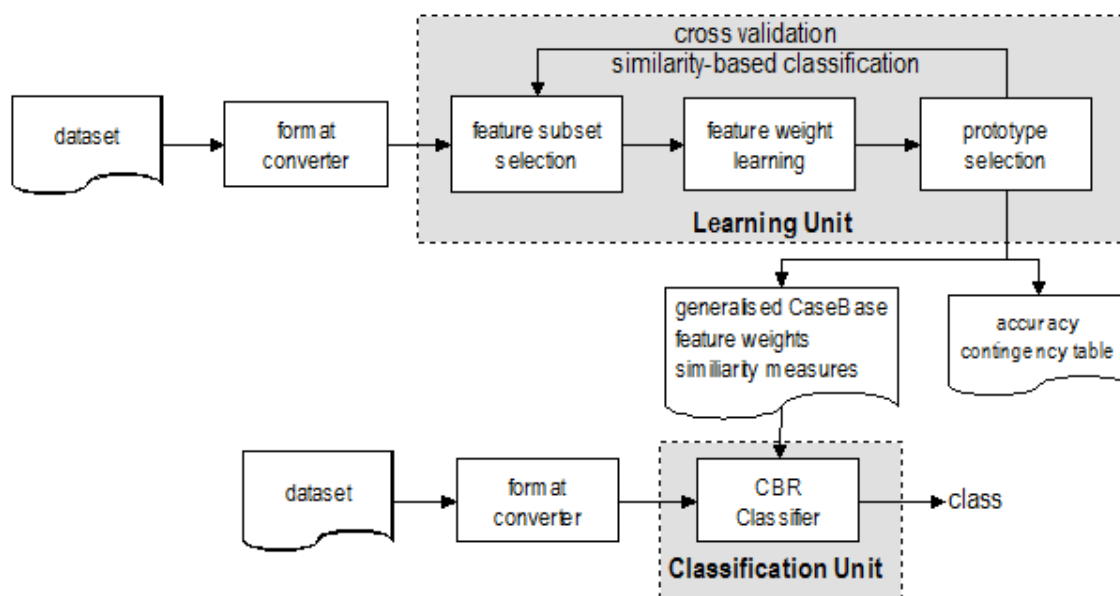 cross validation
similarity-based classification
dataset
format
converter
feature subset
selection
feature weight
learning
prototype
selection
Learning Unit
generalised CaseBase
feature weights
similiarity measures
accuracy
contingency table
dataset
format
converter
CBR
Classifier
class
Classification Unit